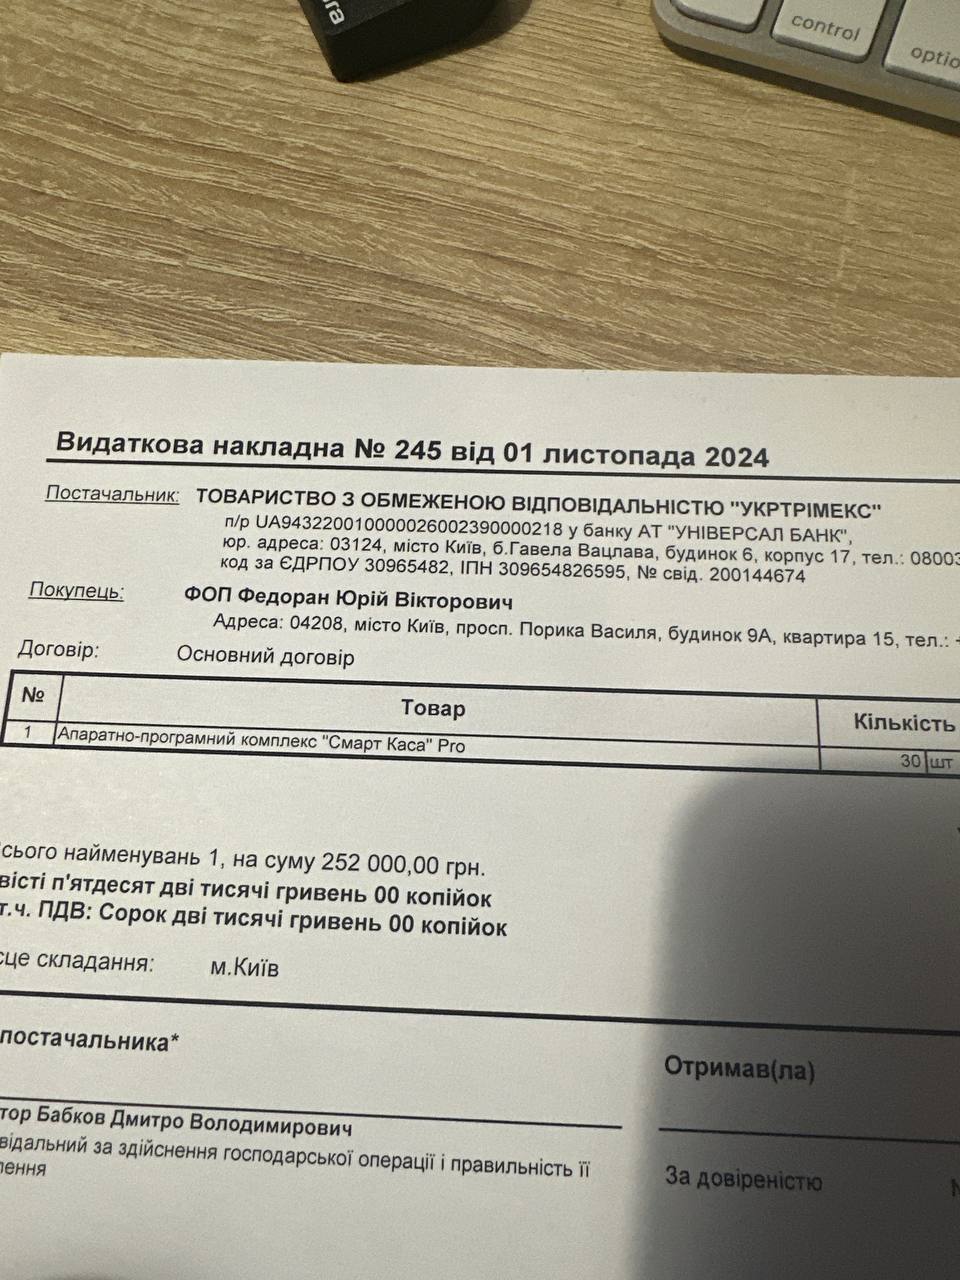 control
optio
ora
Видаткова накладна № 245 від 01 листопада 2024
Постачальник: ТОВАРИСТВО З ОБМЕЖЕНОЮ ВІДПОВІДАЛЬНІСТЮ "УКРТРІМЕКС"
п/р UA943220010000026002390000218 у банку АТ "УНІВЕРСАЛ БАНК",
юр. адреса: 03124, місто Київ, б.Гавела Вацлава, будинок 6, корпус 17, тел.: 08003
код за ЄДРПОУ 30965482, ІПН 309654826595, № свід. 200144674
Покупець: ФОП Федоран Юрій Вікторович
Адреса: 04208, місто Київ, просп. Порика Василя, будинок 9А, квартира 15, тел.: +
Договір: Основний договір
№ Товар Кількість
1 Апаратно-програмний комплекс "Смарт Каса" Pro 30 шт
сього найменувань 1, на суму 252 000,00 грн.
вісті п'ятдесят дві тисячі гривень 00 копійок
т.ч. ПДВ: Сорок дві тисячі гривень 00 копійок
сце складання: м.Київ
постачальника*
Отримав(ла)
тор Бабков Дмитро Володимирович
відальний за здійснення господарської операції і правильність її
лення
За довіреністю